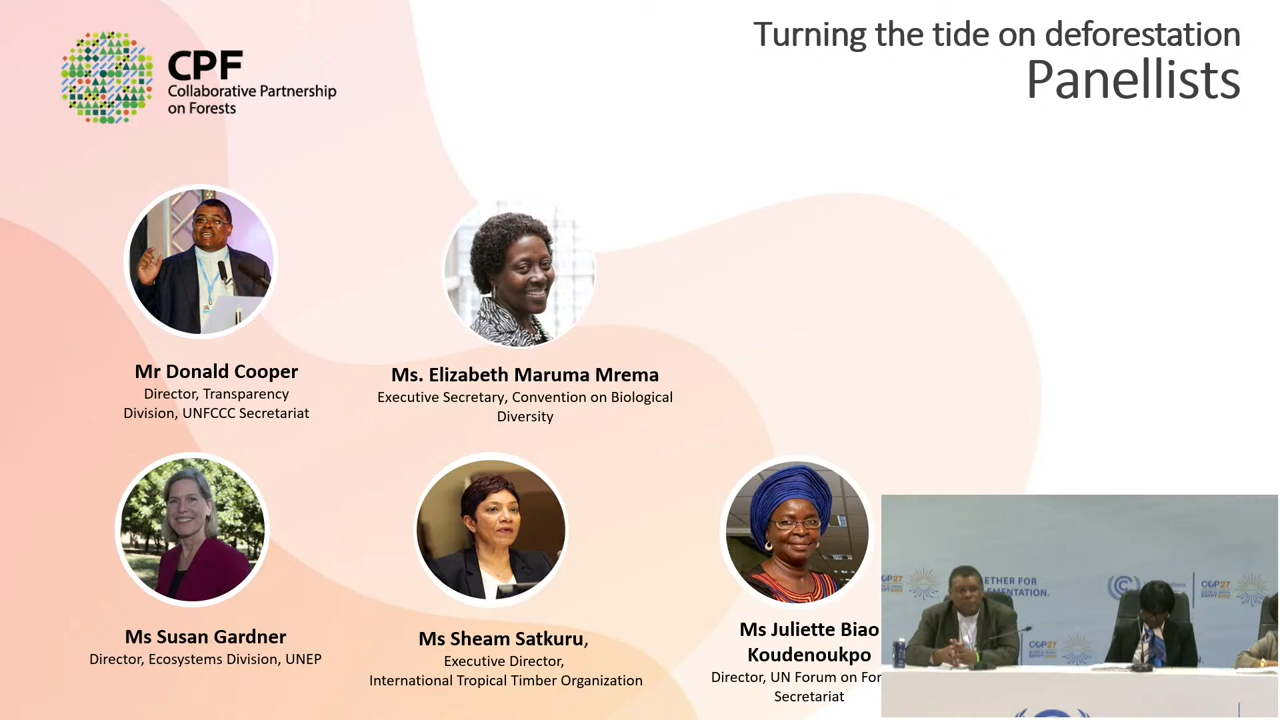 Turning the tide on deforestation
Panellists
CPF
Collaborative Partnership
on Forests
Mr Donald Cooper
Director, Transparency
Division, UNFCCC Secretariat
Ms. Elizabeth Maruma Mrema
Executive Secretary, Convention on Biological
Diversity
Ms Susan Gardner
Director, Ecosystems Division, UNEP
Ms Sheam Satkuru,
Executive Director,
International Tropical Timber Organization
Ms Juliette Biao
Koudenoukpo
Director, UN Forum on For
Secretariat
COP27
ETHER FOR
EMENTATION.
COP27
COP27